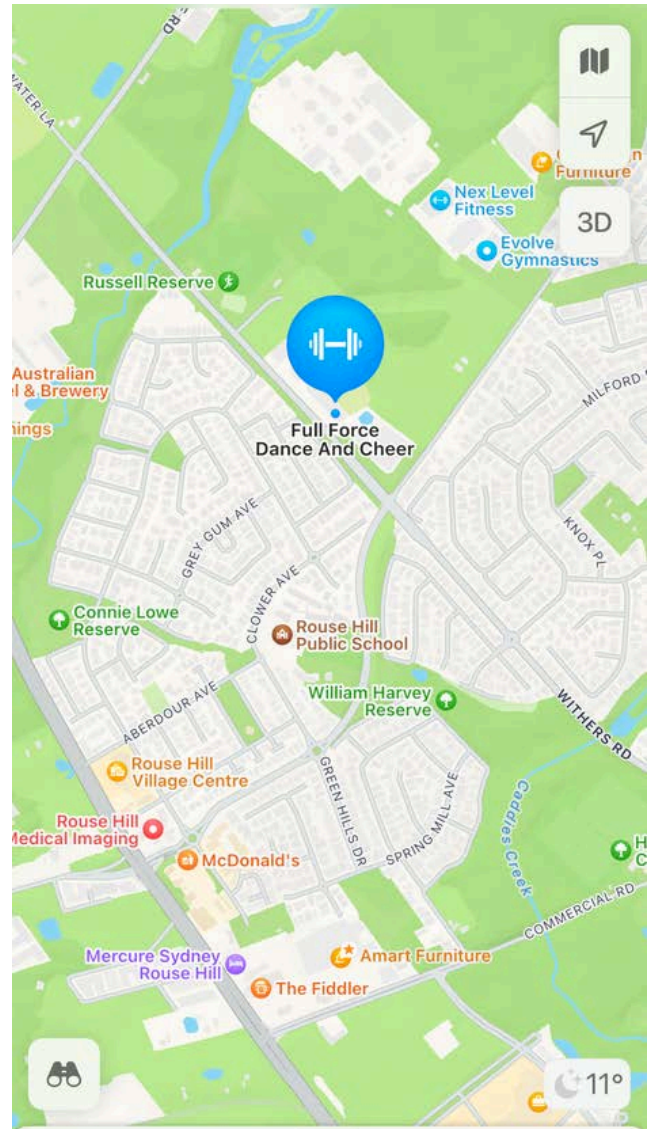 RD
WATER LA
n
Furniture
Nex Level
Fitness
3D
Evolve
Gymnastics
Russell Reserve
Australian
el & Brewery
nings
MILFORD
Full Force
Dance And Cheer
GREY GUM AVE
KNOX PL
CLOWER AVE
Connie Lowe
Reserve
Rouse Hill
Public School
William Harvey
Reserve
ABERDOUR AVE
WITHERS RD
Rouse Hill
Village Centre
GREEN HILLS DR
SPRING MILL AVE
Caddies Creek
Rouse Hill
Medical Imaging
McDonald's
H
C
COMMERCIAL RD
Mercure Sydney
Rouse Hill
Amart Furniture
The Fiddler
11°